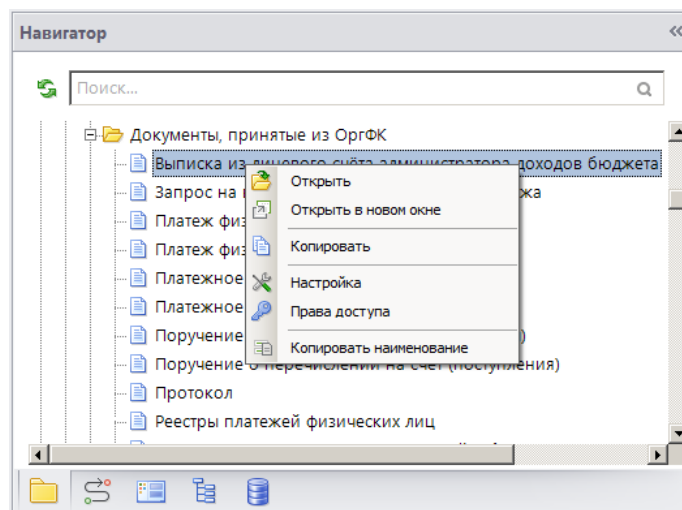 Навигатор
Поиск...
Документы, принятые из ОргФК
Выписка из лицевого счёта администратора доходов бюджета
Открыть
Запрос на
Открыть в новом окне
Платеж физ
Платеж физ
Копировать
Платежное
Настройка
Платежное
Права доступа
Поручение
)
Копировать наименование
Поручение о перечислении на счет (поступления)
Протокол
Реестры платежей физических лиц